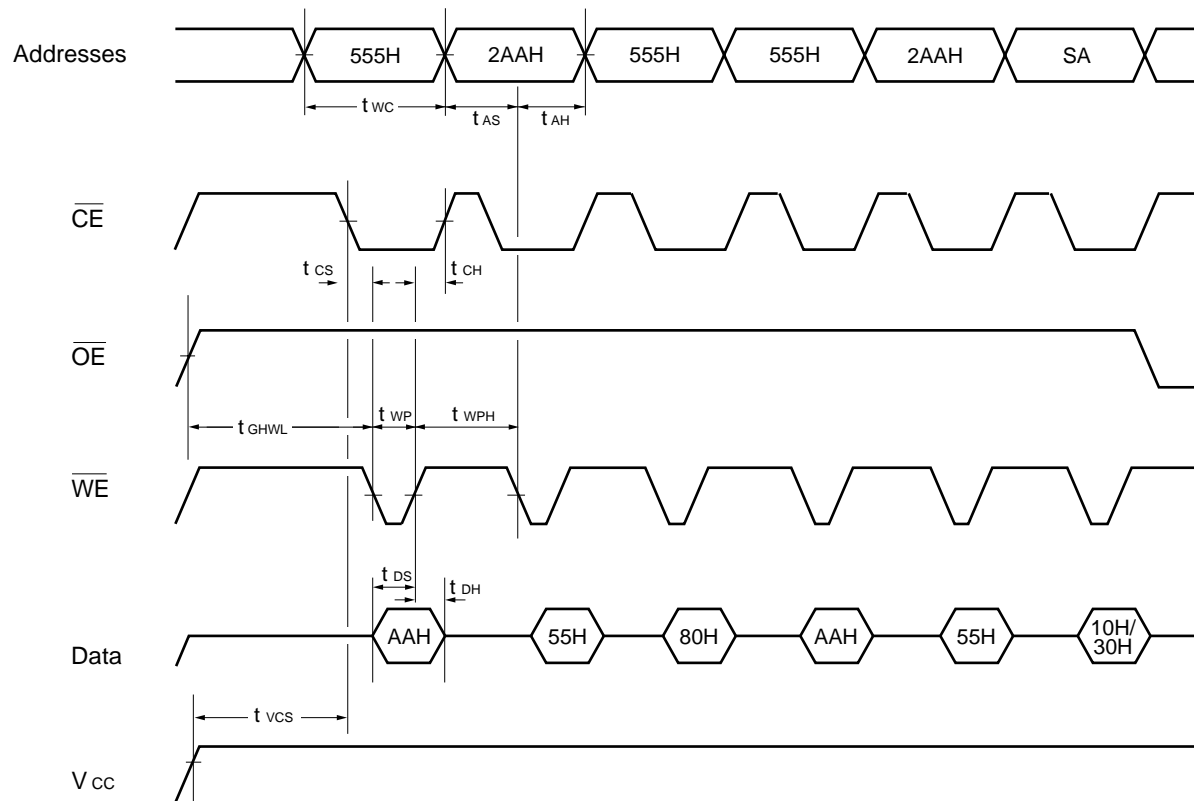 Addresses 555H 2AAH 555H 555H 2AAH SA
t WC t AS t AH
CE
t CS t CH
OE
t GHWL t WP t WPH
WE
t DS t DH
Data AAH 55H 80H AAH 55H 10H/
30H
t VCS
V CC